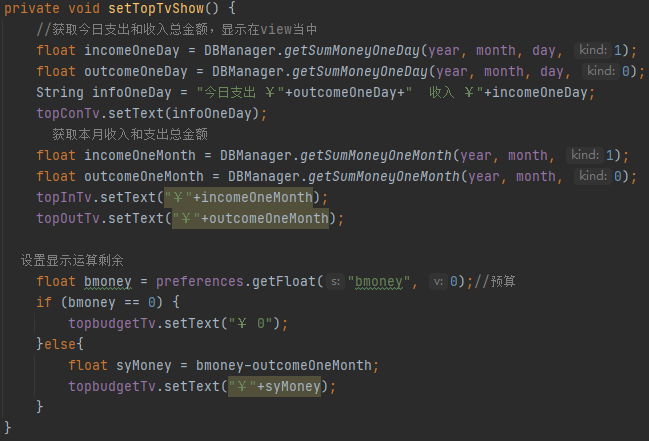 private void setTopTvShow() {
//获取今日支出和收入总金额，显示在view当中
float incomeOneDay = DBManager.getSumMoneyOneDay(year, month, day, kind: 1);
float outcomeOneDay = DBManager.getSumMoneyOneDay(year, month, day, kind: 0);
String infoOneDay = "今日支出 ￥"+outcomeOneDay+"  收入 ￥"+incomeOneDay;
topConTv.setText(infoOneDay);
获取本月收入和支出总金额
float incomeOneMonth = DBManager.getSumMoneyOneMonth(year, month, kind: 1);
float outcomeOneMonth = DBManager.getSumMoneyOneMonth(year, month, kind: 0);
topInTv.setText("￥"+incomeOneMonth);
topOutTv.setText("￥"+outcomeOneMonth);
设置显示运算剩余
float bmoney = preferences.getFloat( s: "bmoney", v: 0);//预算
if (bmoney == 0) {
topbudgetTv.setText("￥ 0");
}else{
float syMoney = bmoney-outcomeOneMonth;
topbudgetTv.setText("￥"+syMoney);
}
}